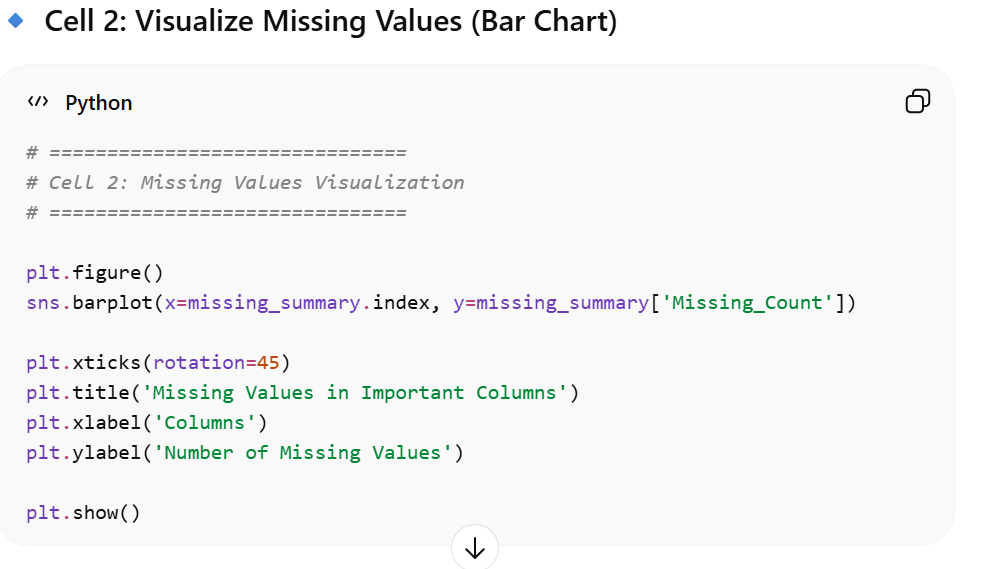 Cell 2: Visualize Missing Values (Bar Chart)
Python
# ===============================
# Cell 2: Missing Values Visualization
# ===============================
plt.figure()
sns.barplot(x=missing_summary.index, y=missing_summary['Missing_Count'])
plt.xticks(rotation=45)
plt.title('Missing Values in Important Columns')
plt.xlabel('Columns')
plt.ylabel('Number of Missing Values')
plt.show()